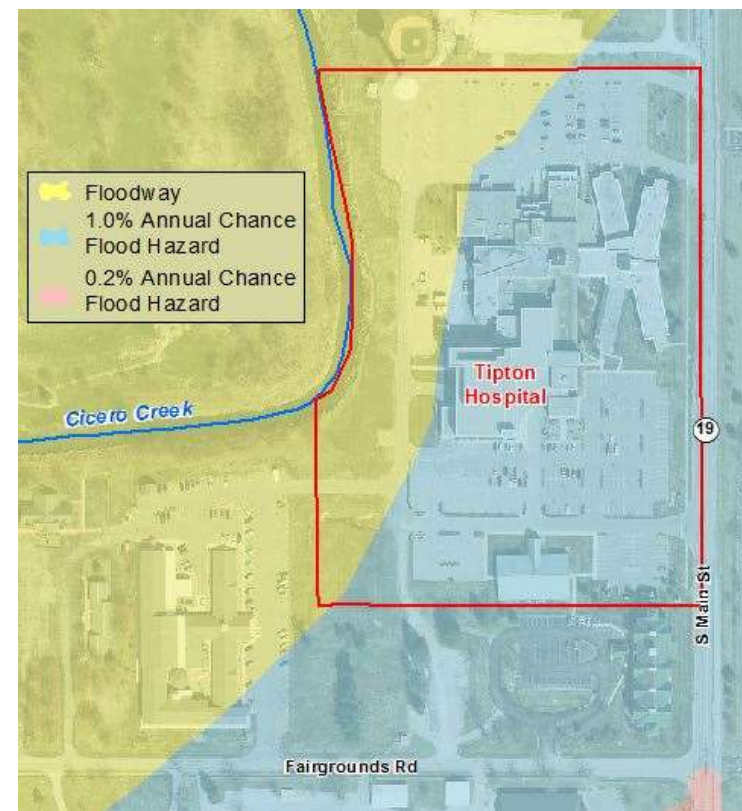 Floodway
1.0% Annual Chance
Flood Hazard
0.2% Annual Chance
Flood Hazard
Cicero Creek
Tipton
Hospital
19
S Main St
Fairgrounds Rd